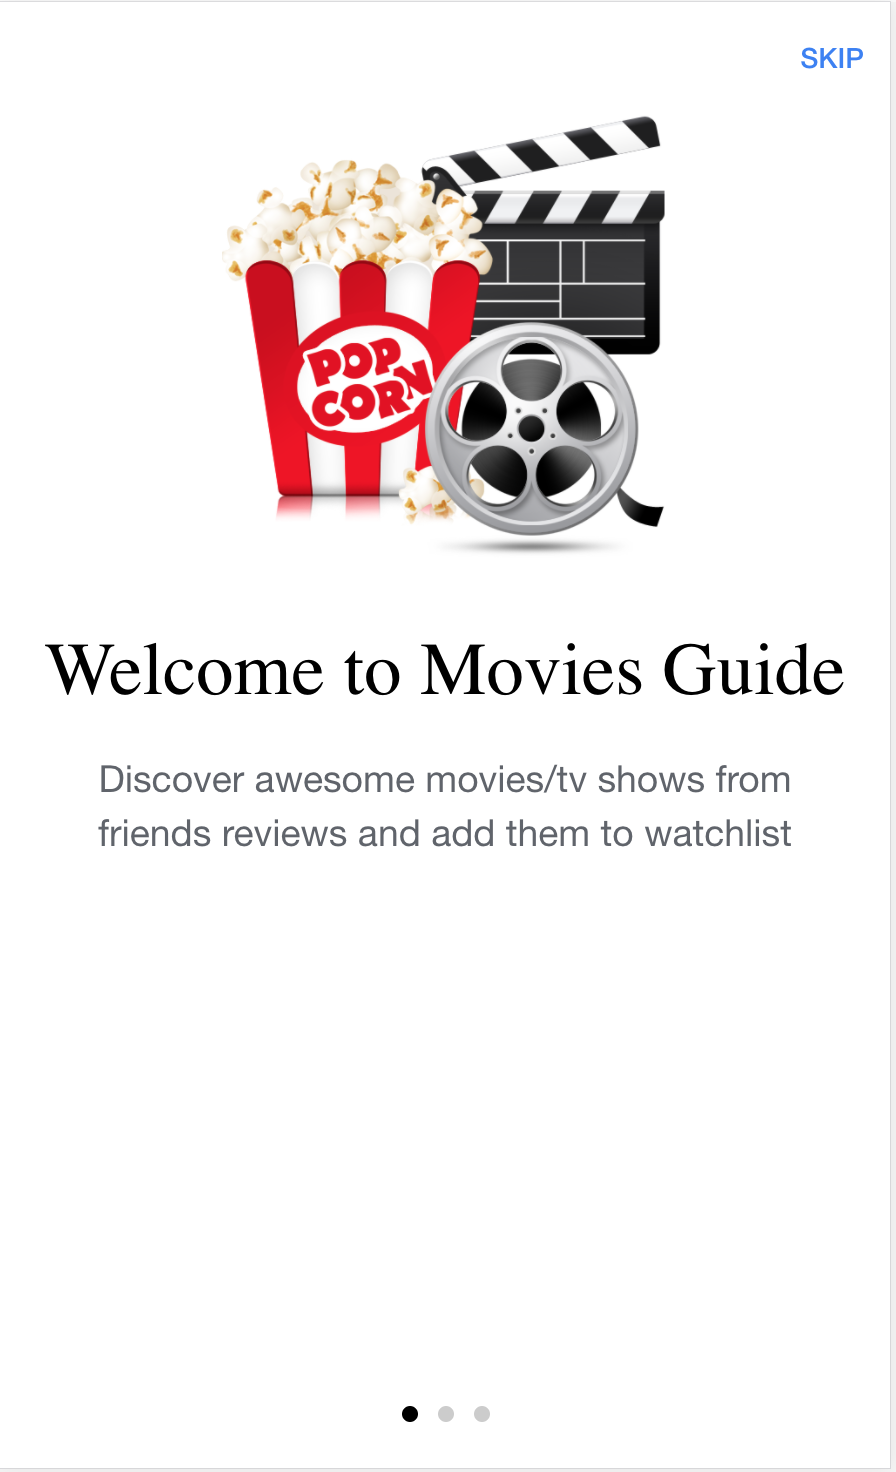 SKIP
POP
CORN
Welcome to Movies Guide
Discover awesome movies/tv shows from
friends reviews and add them to watchlist